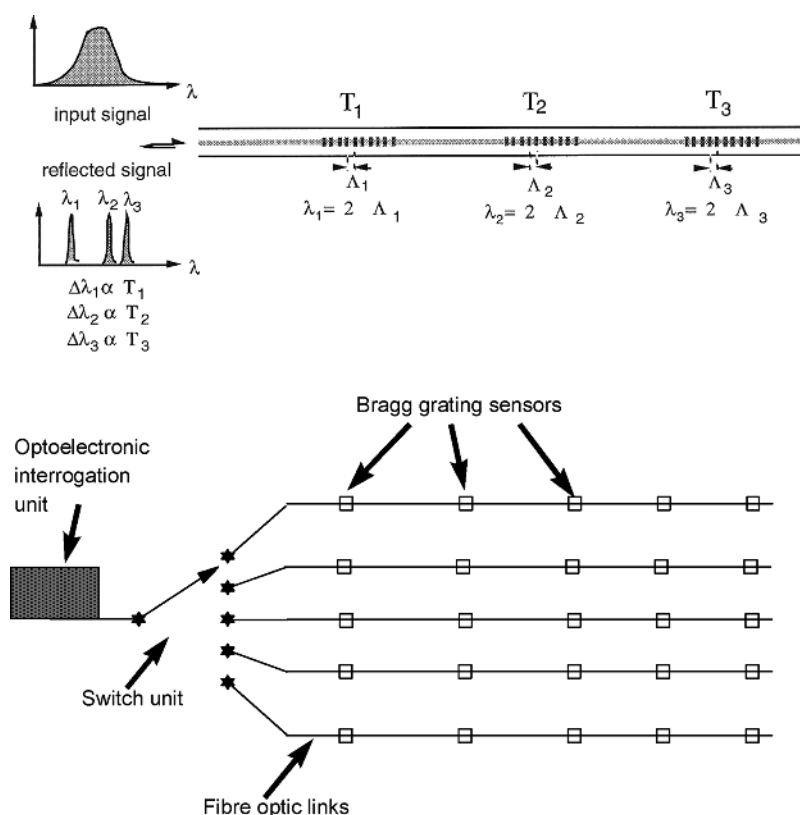 λ
input signal
T1 T2 T3
reflected signal
λ1 λ2 λ3
λ
Δλ1 α T1
Δλ2 α T2
Δλ3 α T3
Λ1 Λ2 Λ3
λ1= 2 Λ1 λ2= 2 Λ2 λ3= 2 Λ3
Bragg grating sensors
Optoelectronic
interrogation
unit
Switch unit
Fibre optic links